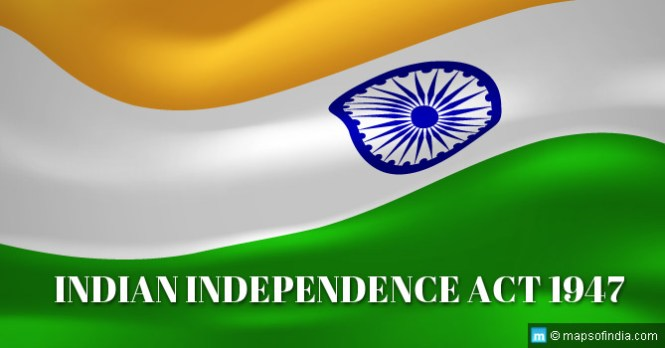 INDIAN INDEPENDENCE ACT 1947
m © mapsofindia.com